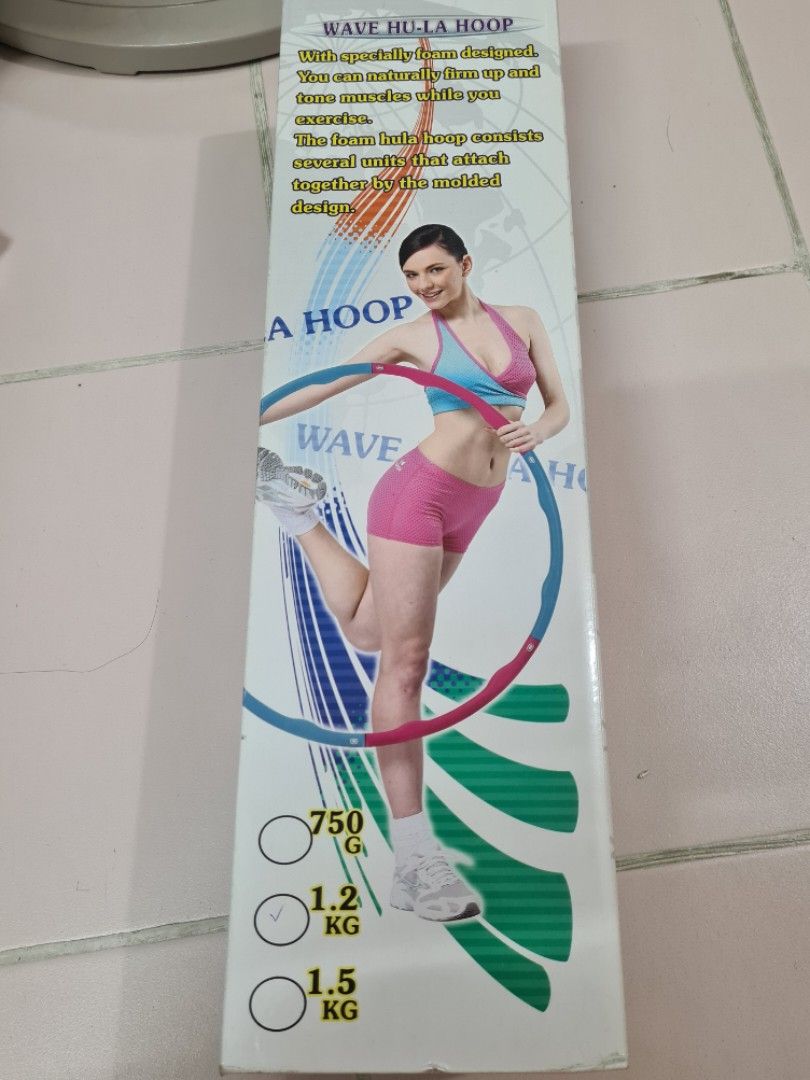 WAVE HU-LA HOOP
With specially foam designed.
You can naturally firm up and
tone muscles while you
exercise.
The foam hula hoop consists
several units that attach
together by the molded
design.
A HOOP
WAVE
A HO
750
G
1.2
KG
1.5
KG